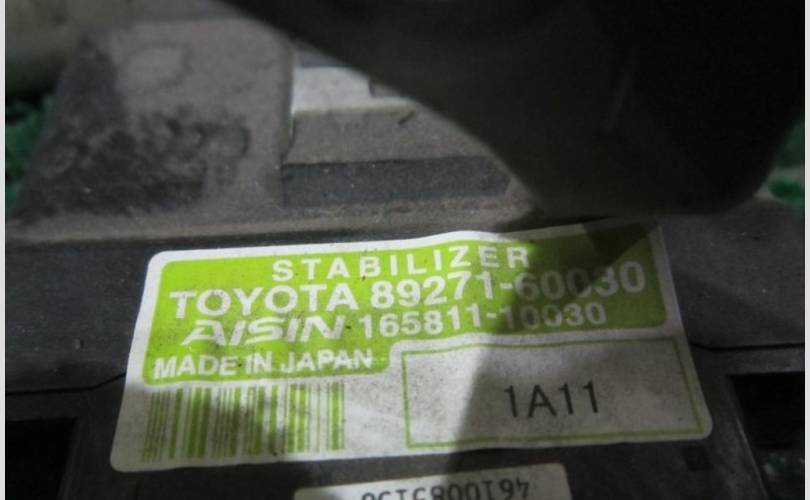 STABILIZER
TOYOTA 89271-60030
AISIN 165811-10030
MADE IN JAPAN
1A11